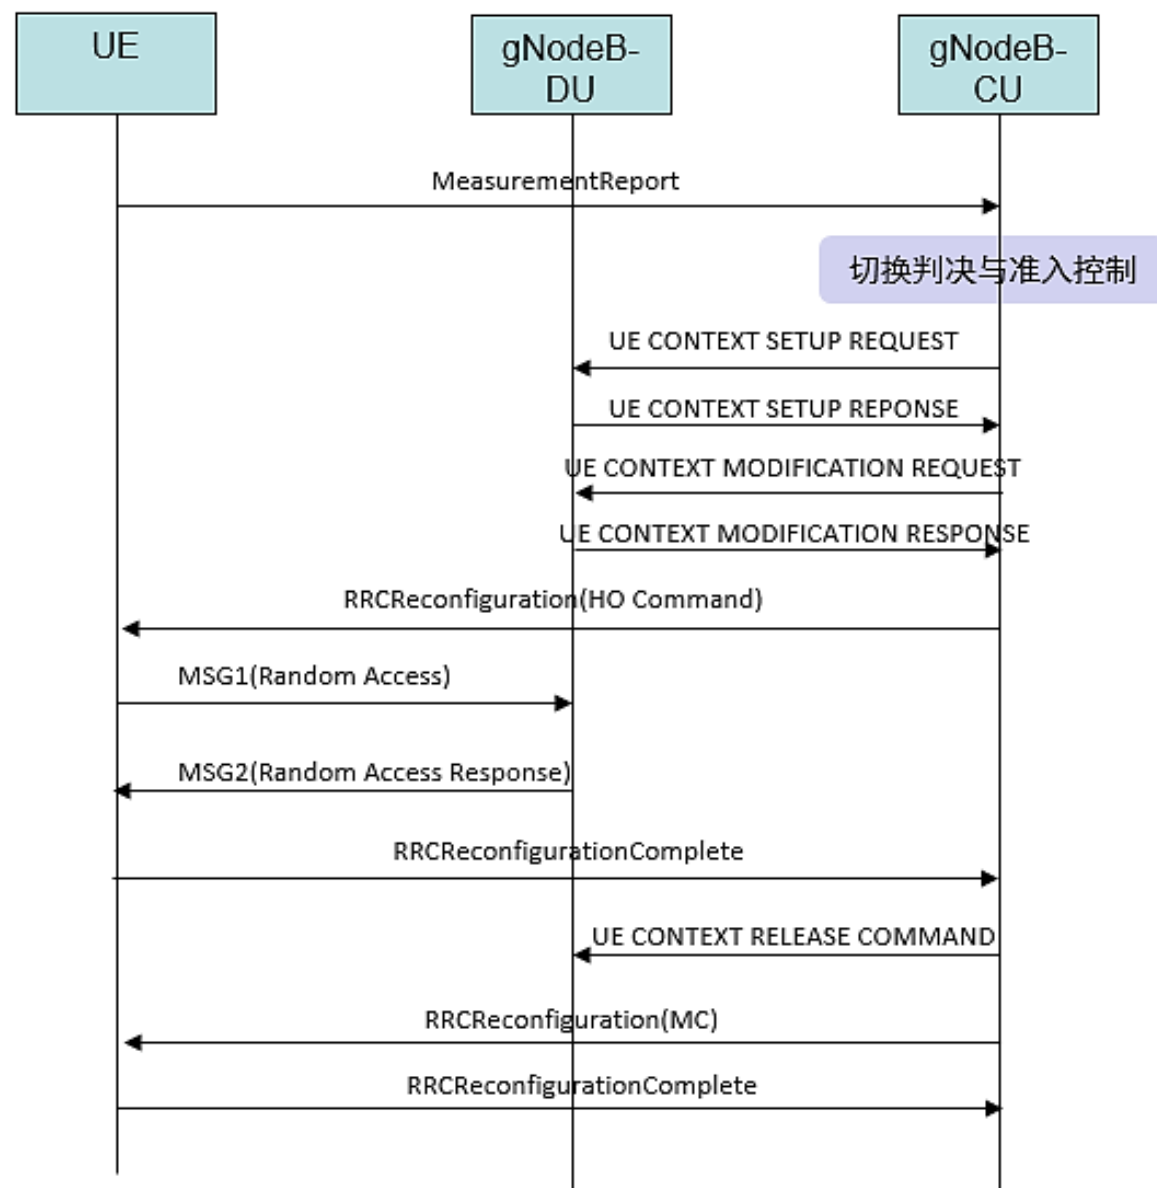 UE
gNodeB-
DU
gNodeB-
CU
MeasurementReport
切换判决与准入控制
UE CONTEXT SETUP REQUEST
UE CONTEXT SETUP REPONSE
UE CONTEXT MODIFICATION REQUEST
UE CONTEXT MODIFICATION RESPONSE
RRCReconfiguration(HO Command)
MSG1(Random Access)
MSG2(Random Access Response)
RRCReconfigurationComplete
UE CONTEXT RELEASE COMMAND
RRCReconfiguration(MC)
RRCReconfigurationComplete